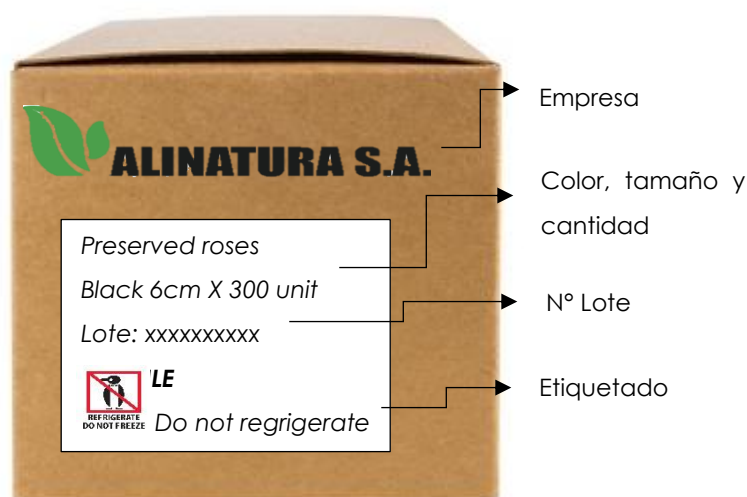 ALINATURA S.A.
Preserved roses
Black 6cm X 300 unit
Lote: xxxxxxxxxx
LE
REFRIGERATE
DO NOT FREEZE
Do not regrigerate
Empresa
Color, tamaño y
cantidad
N° Lote
Etiquetado